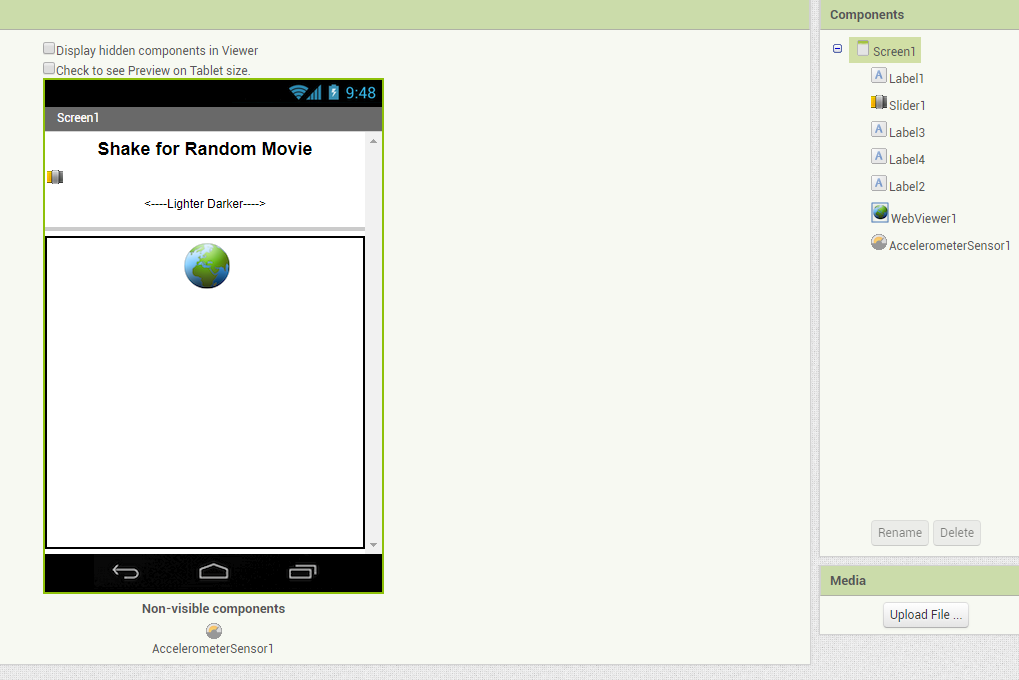 Components
Display hidden components in Viewer
Check to see Preview on Tablet size.
9:48
Screen1
Shake for Random Movie
<----Lighter Darker---->
Non-visible components
AccelerometerSensor1
Screen1
A Label1
Slider1
A Label3
A Label4
A Label2
WebViewer1
AccelerometerSensor1
Rename Delete
Media
Upload File ...